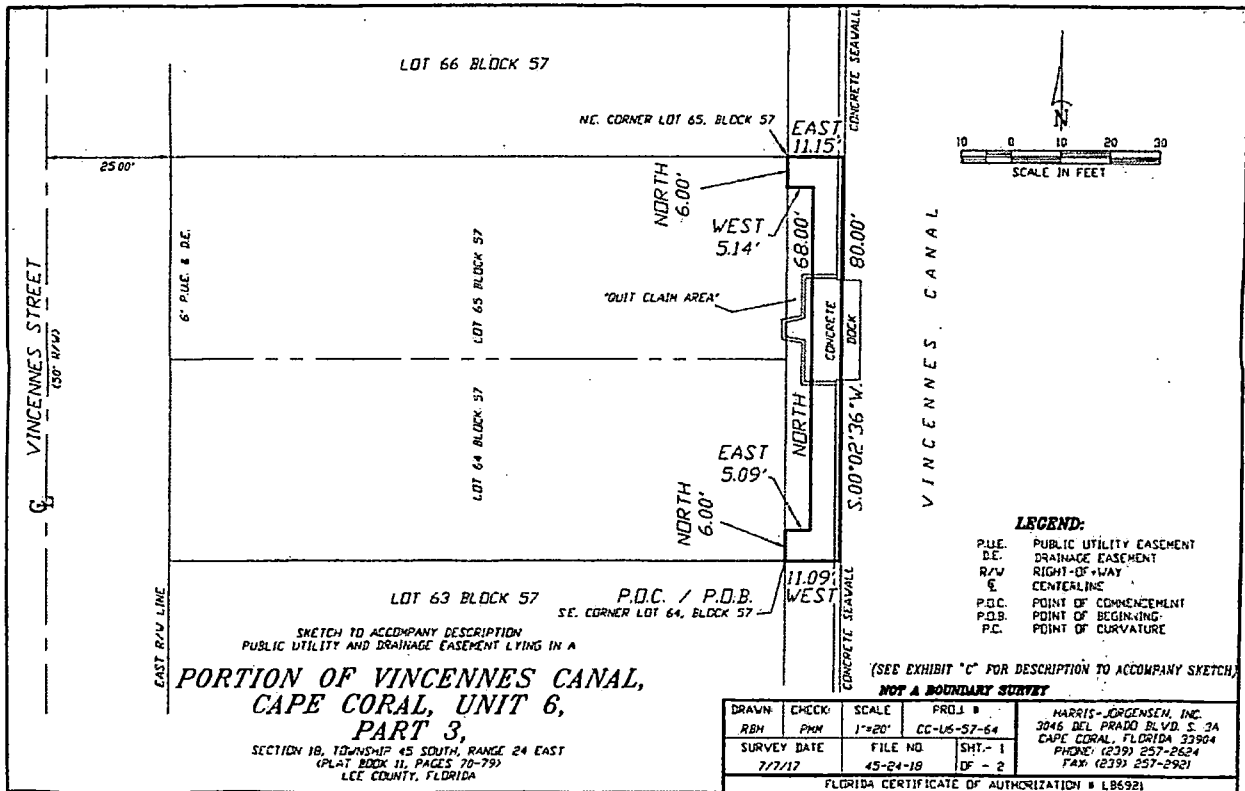 LOT 66 BLOCK 57
CONCRETE SEAWALL
NE. CORNER LOT 65, BLOCK 57
EAST
11.15'
N
10 0 10 20 30
SCALE IN FEET
25.00'
NORTH
6.00'
WEST
5.14'
68.00'
80.00'
VINCENNES CANAL
VINCENNES STREET
(50' R/W)
6' P.U.E. & D.E.
LOT 65 BLOCK 57
"QUIT CLAIM AREA"
CONCRETE
DOCK
LOT 64 BLOCK 57
NORTH
S.00°02'36"W.
EAST
5.09'
NORTH
6.00'
℄
LEGEND:
P.U.E. PUBLIC UTILITY EASEMENT
D.E. DRAINAGE EASEMENT
R/W RIGHT-OF-WAY
℄ CENTERLINE
P.O.C. POINT OF COMMENCEMENT
P.O.B. POINT OF BEGINNING
P.C. POINT OF CURVATURE
11.09'
WEST
LOT 63 BLOCK 57
P.O.C. / P.O.B.
SE. CORNER LOT 64, BLOCK 57
EAST R/W LINE
CONCRETE SEAWALL
SKETCH TO ACCOMPANY DESCRIPTION
PUBLIC UTILITY AND DRAINAGE EASEMENT LYING IN A
PORTION OF VINCENNES CANAL,
CAPE CORAL, UNIT 6,
PART 3,
SECTION 18, TOWNSHIP 45 SOUTH, RANGE 24 EAST
(PLAT BOOK 11, PAGES 70-79)
LEE COUNTY, FLORIDA
(SEE EXHIBIT "C" FOR DESCRIPTION TO ACCOMPANY SKETCH)
NOT A BOUNDARY SURVEY
DRAWN: CHECK: SCALE PROJ #
RBH PMM 1"=20' CC-U6-57-64
SURVEY DATE FILE NO. SHT.- 1
7/7/17 45-24-18 OF - 2
HARRIS-JORGENSEN, INC.
3046 DEL PRADO BLVD. S. 3A
CAPE CORAL, FLORIDA 33904
PHONE: (239) 257-2624
FAX: (239) 257-2921
FLORIDA CERTIFICATE OF AUTHORIZATION # LB6921